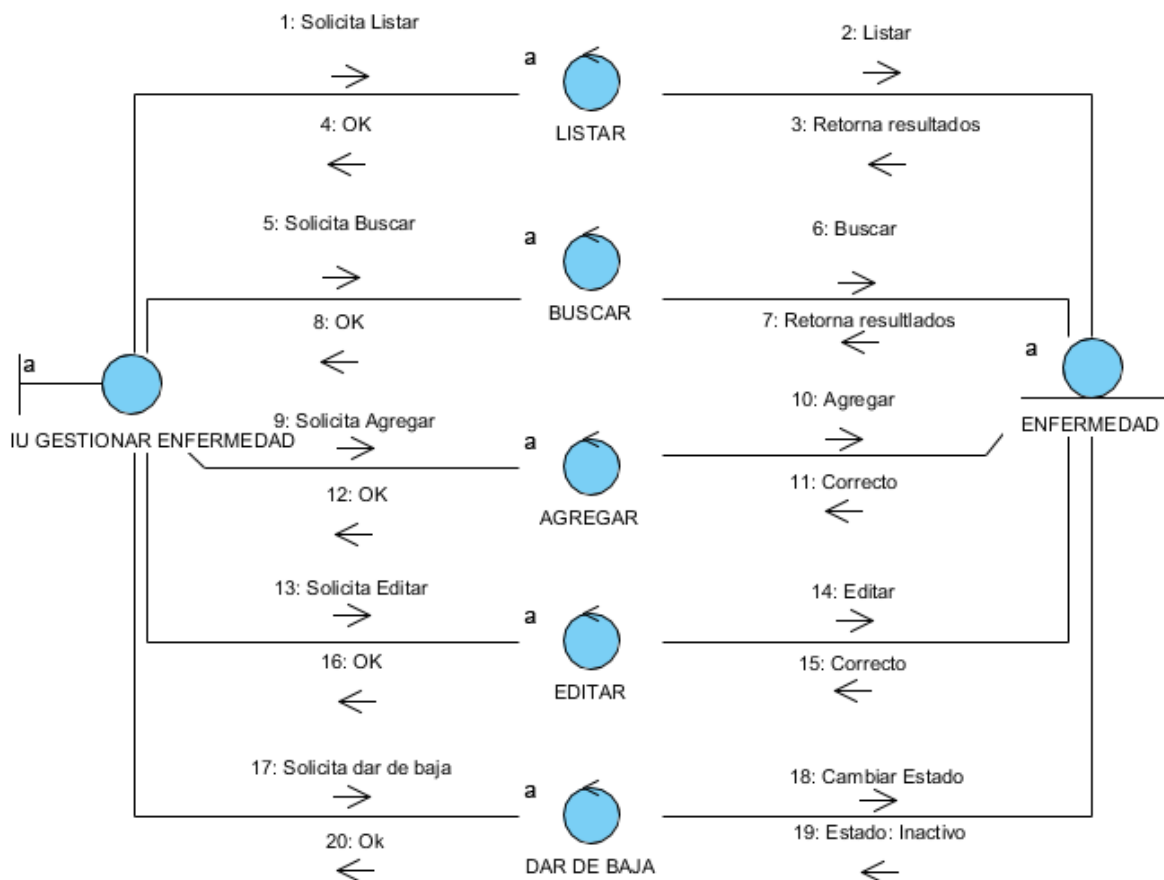 1: Solicita Listar
2: Listar
a
4: OK
LISTAR
3: Retorna resultados
5: Solicita Buscar
6: Buscar
a
8: OK
BUSCAR
7: Retorna resultlados
a
a
9: Solicita Agregar
10: Agregar
IU GESTIONAR ENFERMEDAD
ENFERMEDAD
a
12: OK
AGREGAR
11: Correcto
13: Solicita Editar
14: Editar
a
16: OK
EDITAR
15: Correcto
17: Solicita dar de baja
18: Cambiar Estado
a
20: Ok
DAR DE BAJA
19: Estado: Inactivo